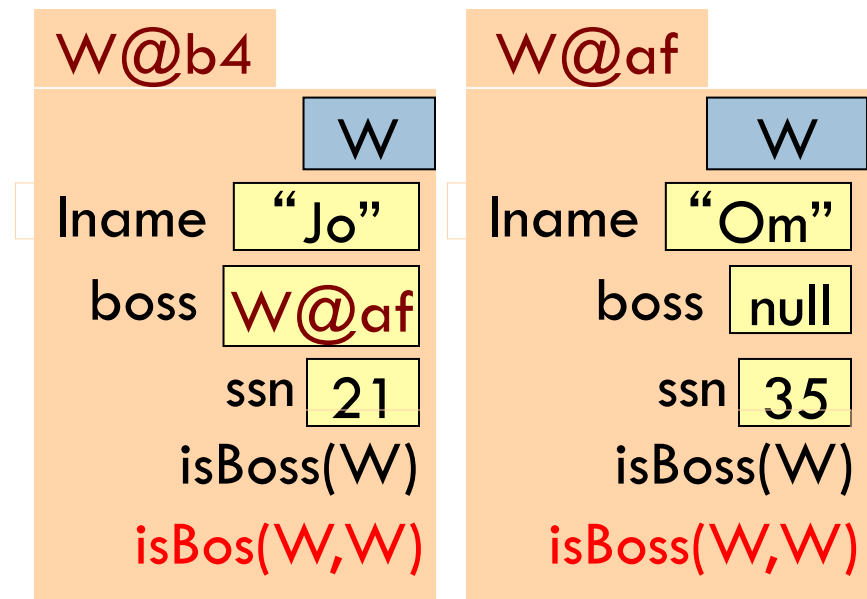 W@b4
W
lname “Jo”
boss W@af
ssn 21
isBoss(W)
isBos(W,W)
W@af
W
lname “Om”
boss null
ssn 35
isBoss(W)
isBoss(W,W)